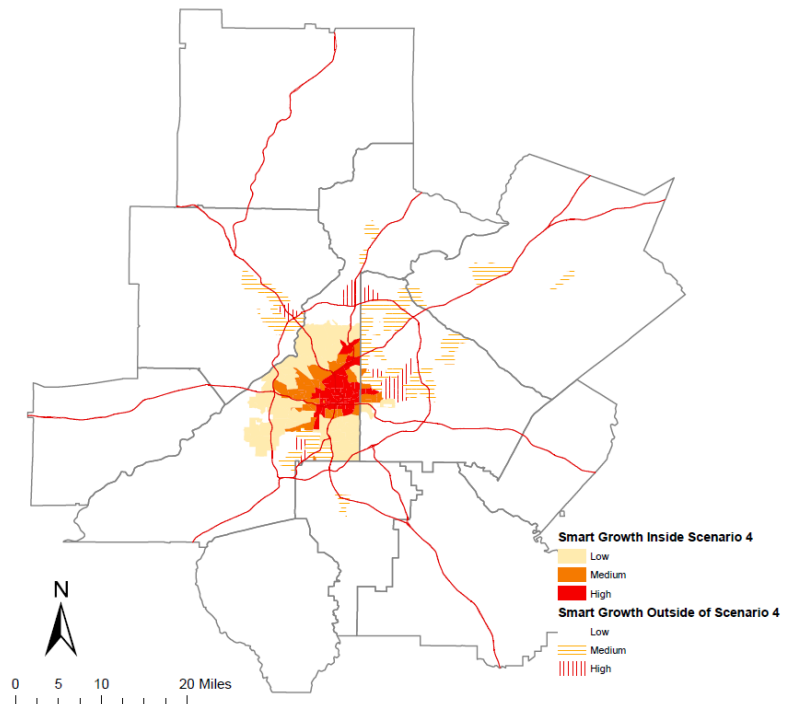 Smart Growth Inside Scenario 4
Low
Medium
High
Smart Growth Outside of Scenario 4
Low
Medium
High
N
0 5 10 20 Miles